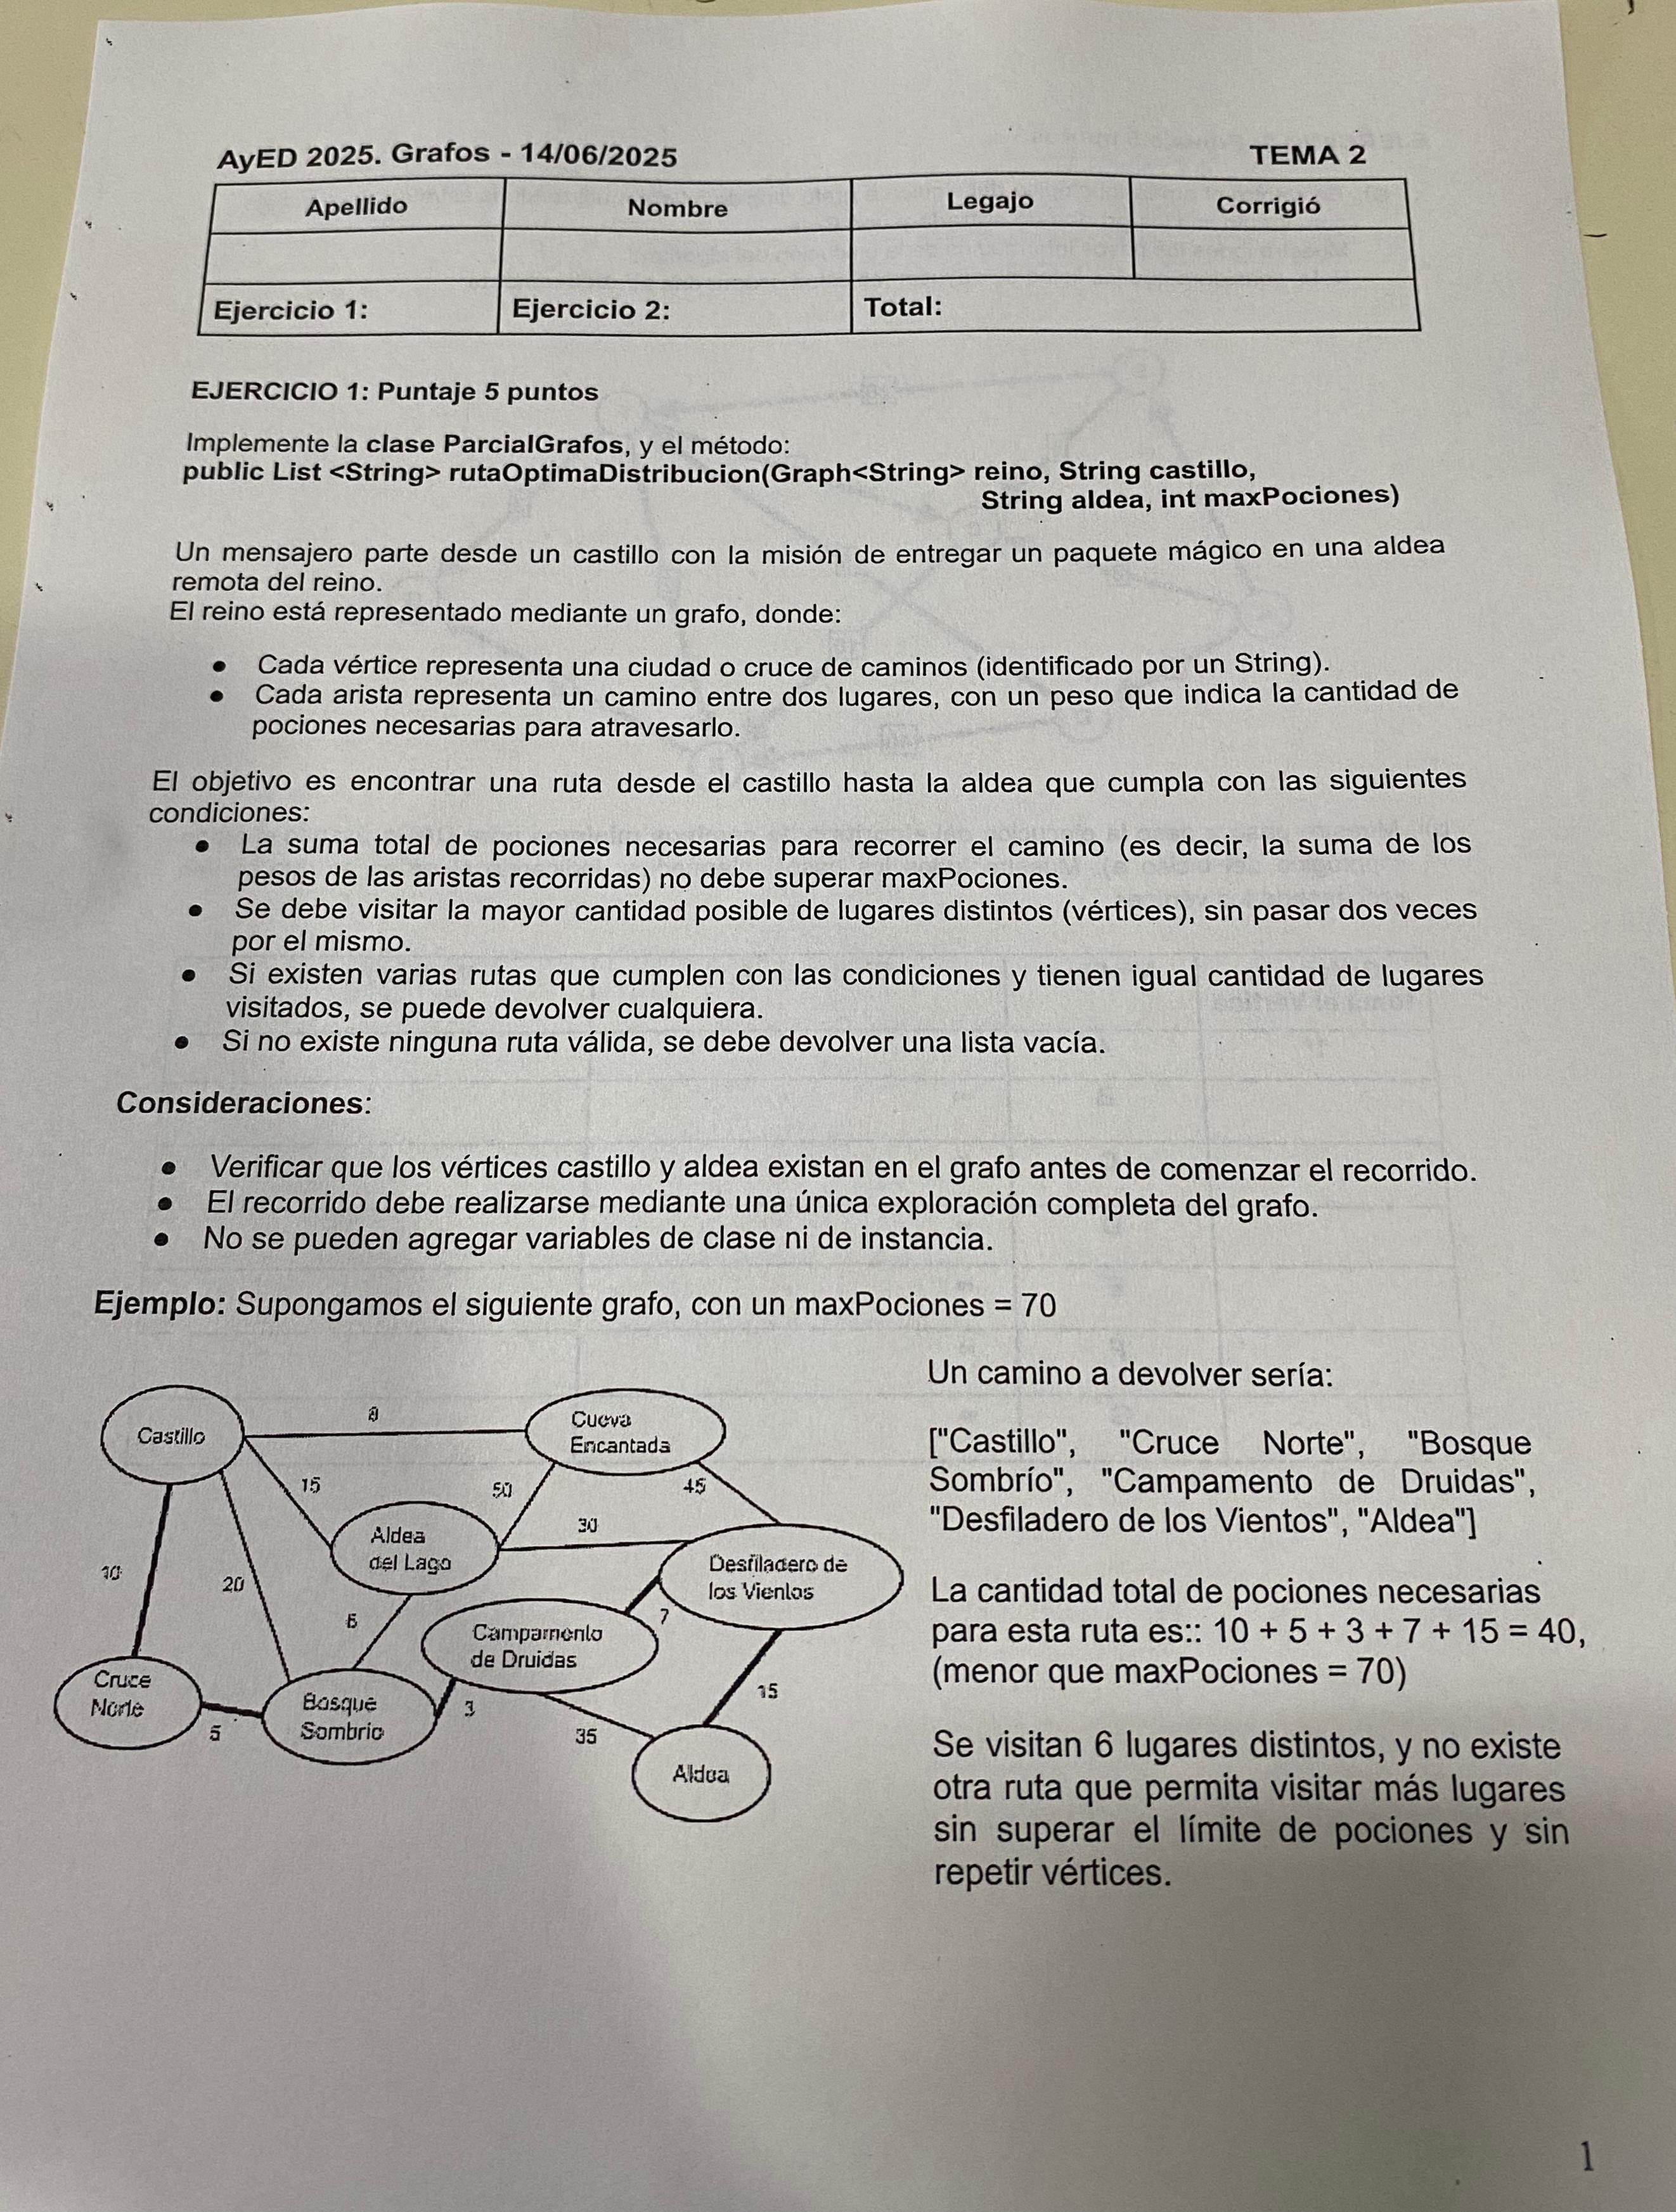 AyED 2025. Grafos - 14/06/2025 TEMA 2
Apellido Nombre Legajo Corrigió
Ejercicio 1: Ejercicio 2: Total:
EJERCICIO 1: Puntaje 5 puntos
Implemente la clase ParcialGrafos, y el método:
public List <String> rutaOptimaDistribucion(Graph<String> reino, String castillo,
String aldea, int maxPociones)
Un mensajero parte desde un castillo con la misión de entregar un paquete mágico en una aldea
remota del reino.
El reino está representado mediante un grafo, donde:
● Cada vértice representa una ciudad o cruce de caminos (identificado por un String).
● Cada arista representa un camino entre dos lugares, con un peso que indica la cantidad de
pociones necesarias para atravesarlo.
El objetivo es encontrar una ruta desde el castillo hasta la aldea que cumpla con las siguientes
condiciones:
● La suma total de pociones necesarias para recorrer el camino (es decir, la suma de los
pesos de las aristas recorridas) no debe superar maxPociones.
● Se debe visitar la mayor cantidad posible de lugares distintos (vértices), sin pasar dos veces
por el mismo.
● Si existen varias rutas que cumplen con las condiciones y tienen igual cantidad de lugares
visitados, se puede devolver cualquiera.
● Si no existe ninguna ruta válida, se debe devolver una lista vacía.
Consideraciones:
● Verificar que los vértices castillo y aldea existan en el grafo antes de comenzar el recorrido.
● El recorrido debe realizarse mediante una única exploración completa del grafo.
● No se pueden agregar variables de clase ni de instancia.
Ejemplo: Supongamos el siguiente grafo, con un maxPociones = 70
Castillo
Cueva
Encantada
15
50
45
Aldea
del Lago
30
Desfiladero de
los Vientos
10
20
Campamento
de Druidas
7
Cruce
Norte
5
Bosque
Sombrío
3
35
15
Aldea
Un camino a devolver sería:
["Castillo", "Cruce Norte", "Bosque
Sombrío", "Campamento de Druidas",
"Desfiladero de los Vientos", "Aldea"]
La cantidad total de pociones necesarias
para esta ruta es:: 10 + 5 + 3 + 7 + 15 = 40,
(menor que maxPociones = 70)
Se visitan 6 lugares distintos, y no existe
otra ruta que permita visitar más lugares
sin superar el límite de pociones y sin
repetir vértices.
1